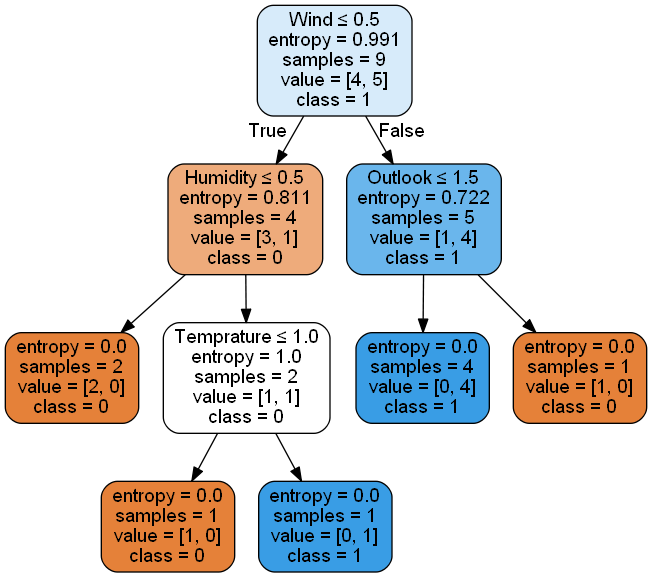 Wind ≤ 0.5
entropy = 0.991
samples = 9
value = [4, 5]
class = 1
True
False
Humidity ≤ 0.5
entropy = 0.811
samples = 4
value = [3, 1]
class = 0
Outlook ≤ 1.5
entropy = 0.722
samples = 5
value = [1, 4]
class = 1
entropy = 0.0
samples = 2
value = [2, 0]
class = 0
Temprature ≤ 1.0
entropy = 1.0
samples = 2
value = [1, 1]
class = 0
entropy = 0.0
samples = 4
value = [0, 4]
class = 1
entropy = 0.0
samples = 1
value = [1, 0]
class = 0
entropy = 0.0
samples = 1
value = [1, 0]
class = 0
entropy = 0.0
samples = 1
value = [0, 1]
class = 1